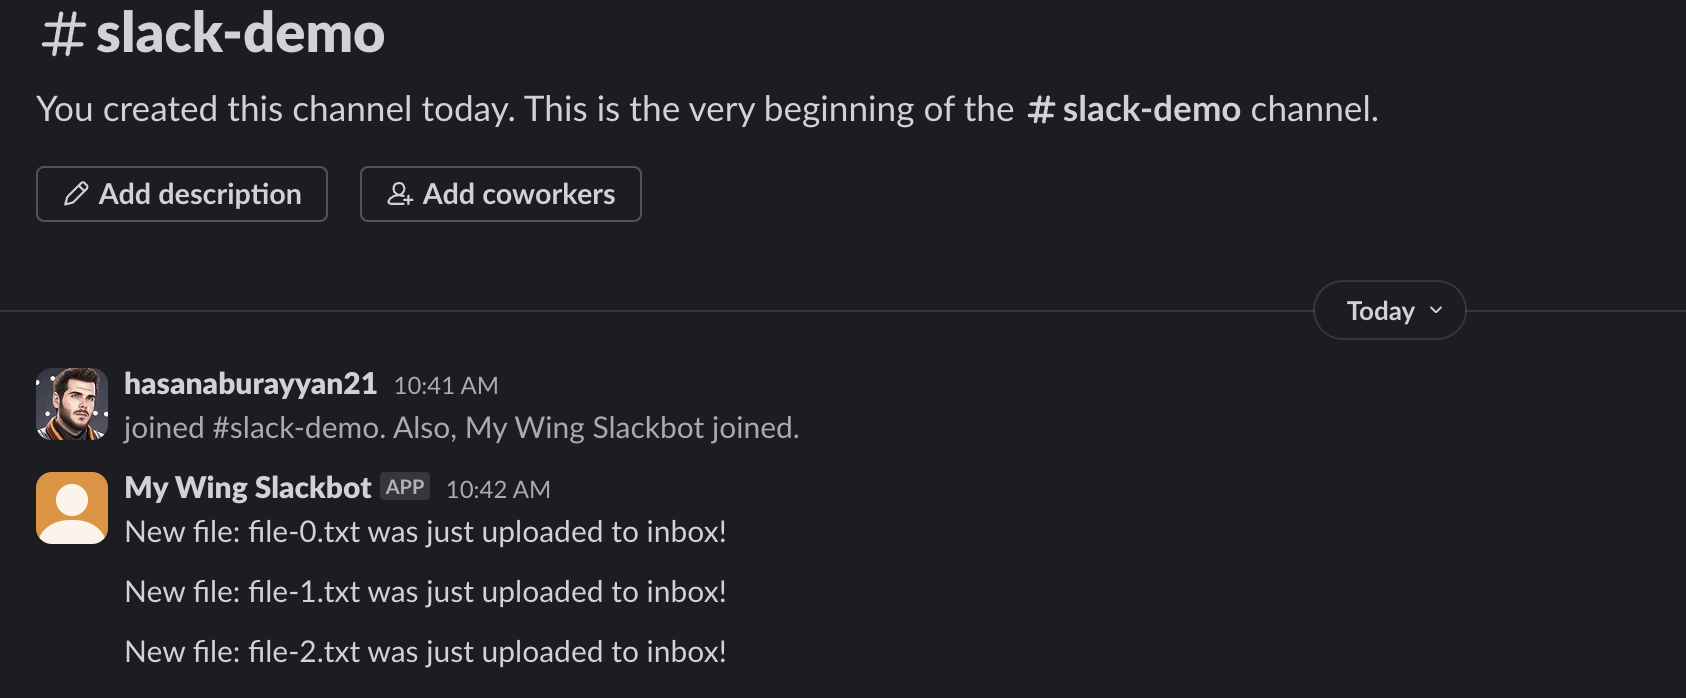 # slack-demo
You created this channel today. This is the very beginning of the # slack-demo channel.
Add description Add coworkers
Today
hasanaburayyan21 10:41 AM
joined #slack-demo. Also, My Wing Slackbot joined.
My Wing Slackbot APP 10:42 AM
New file: file-0.txt was just uploaded to inbox!
New file: file-1.txt was just uploaded to inbox!
New file: file-2.txt was just uploaded to inbox!